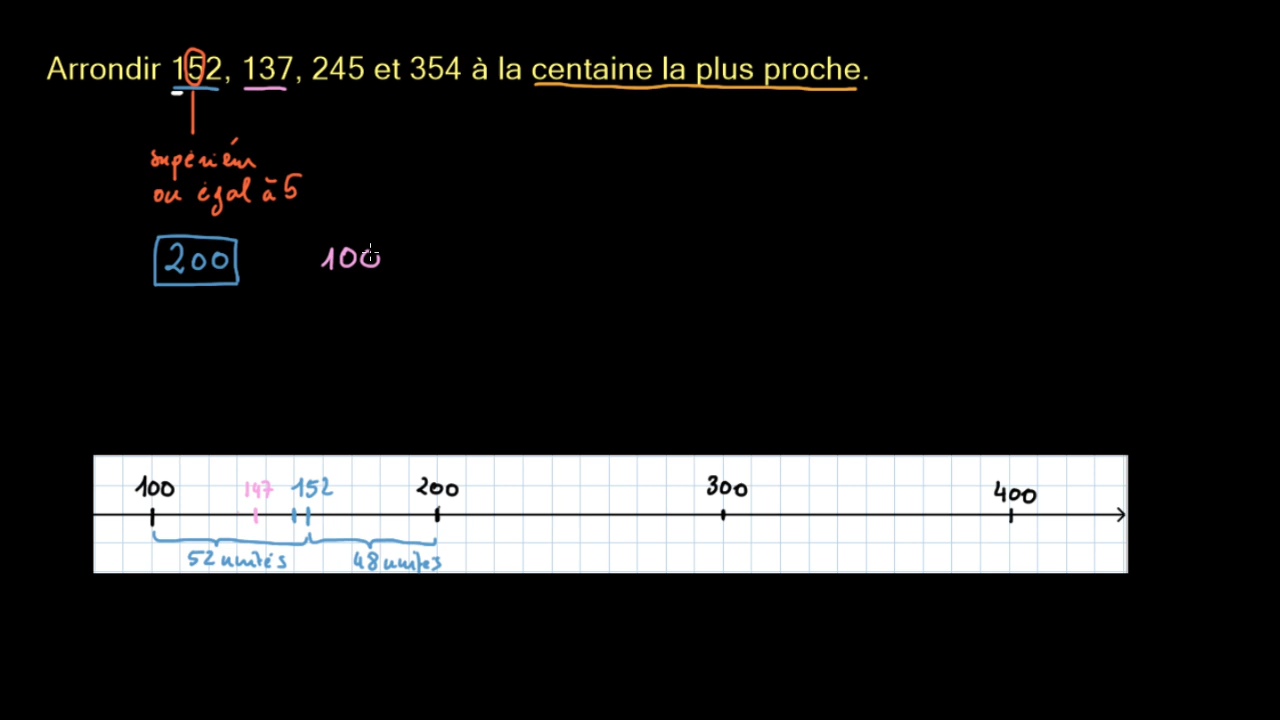 Arrondir 152, 137, 245 et 354 à la centaine la plus proche.
supérieur
ou égal à 5
200 100
100 147 152 200 300 400
52 unités 48 unités